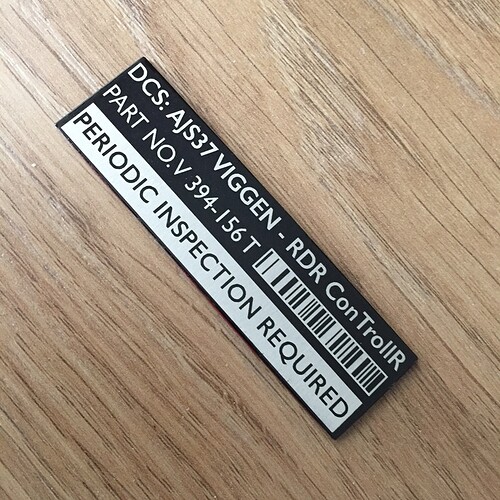 DCS: AJS37 VIGGEN - RDR ConTrollR
PART NO.V 394-156 T
PERIODIC INSPECTION REQUIRED